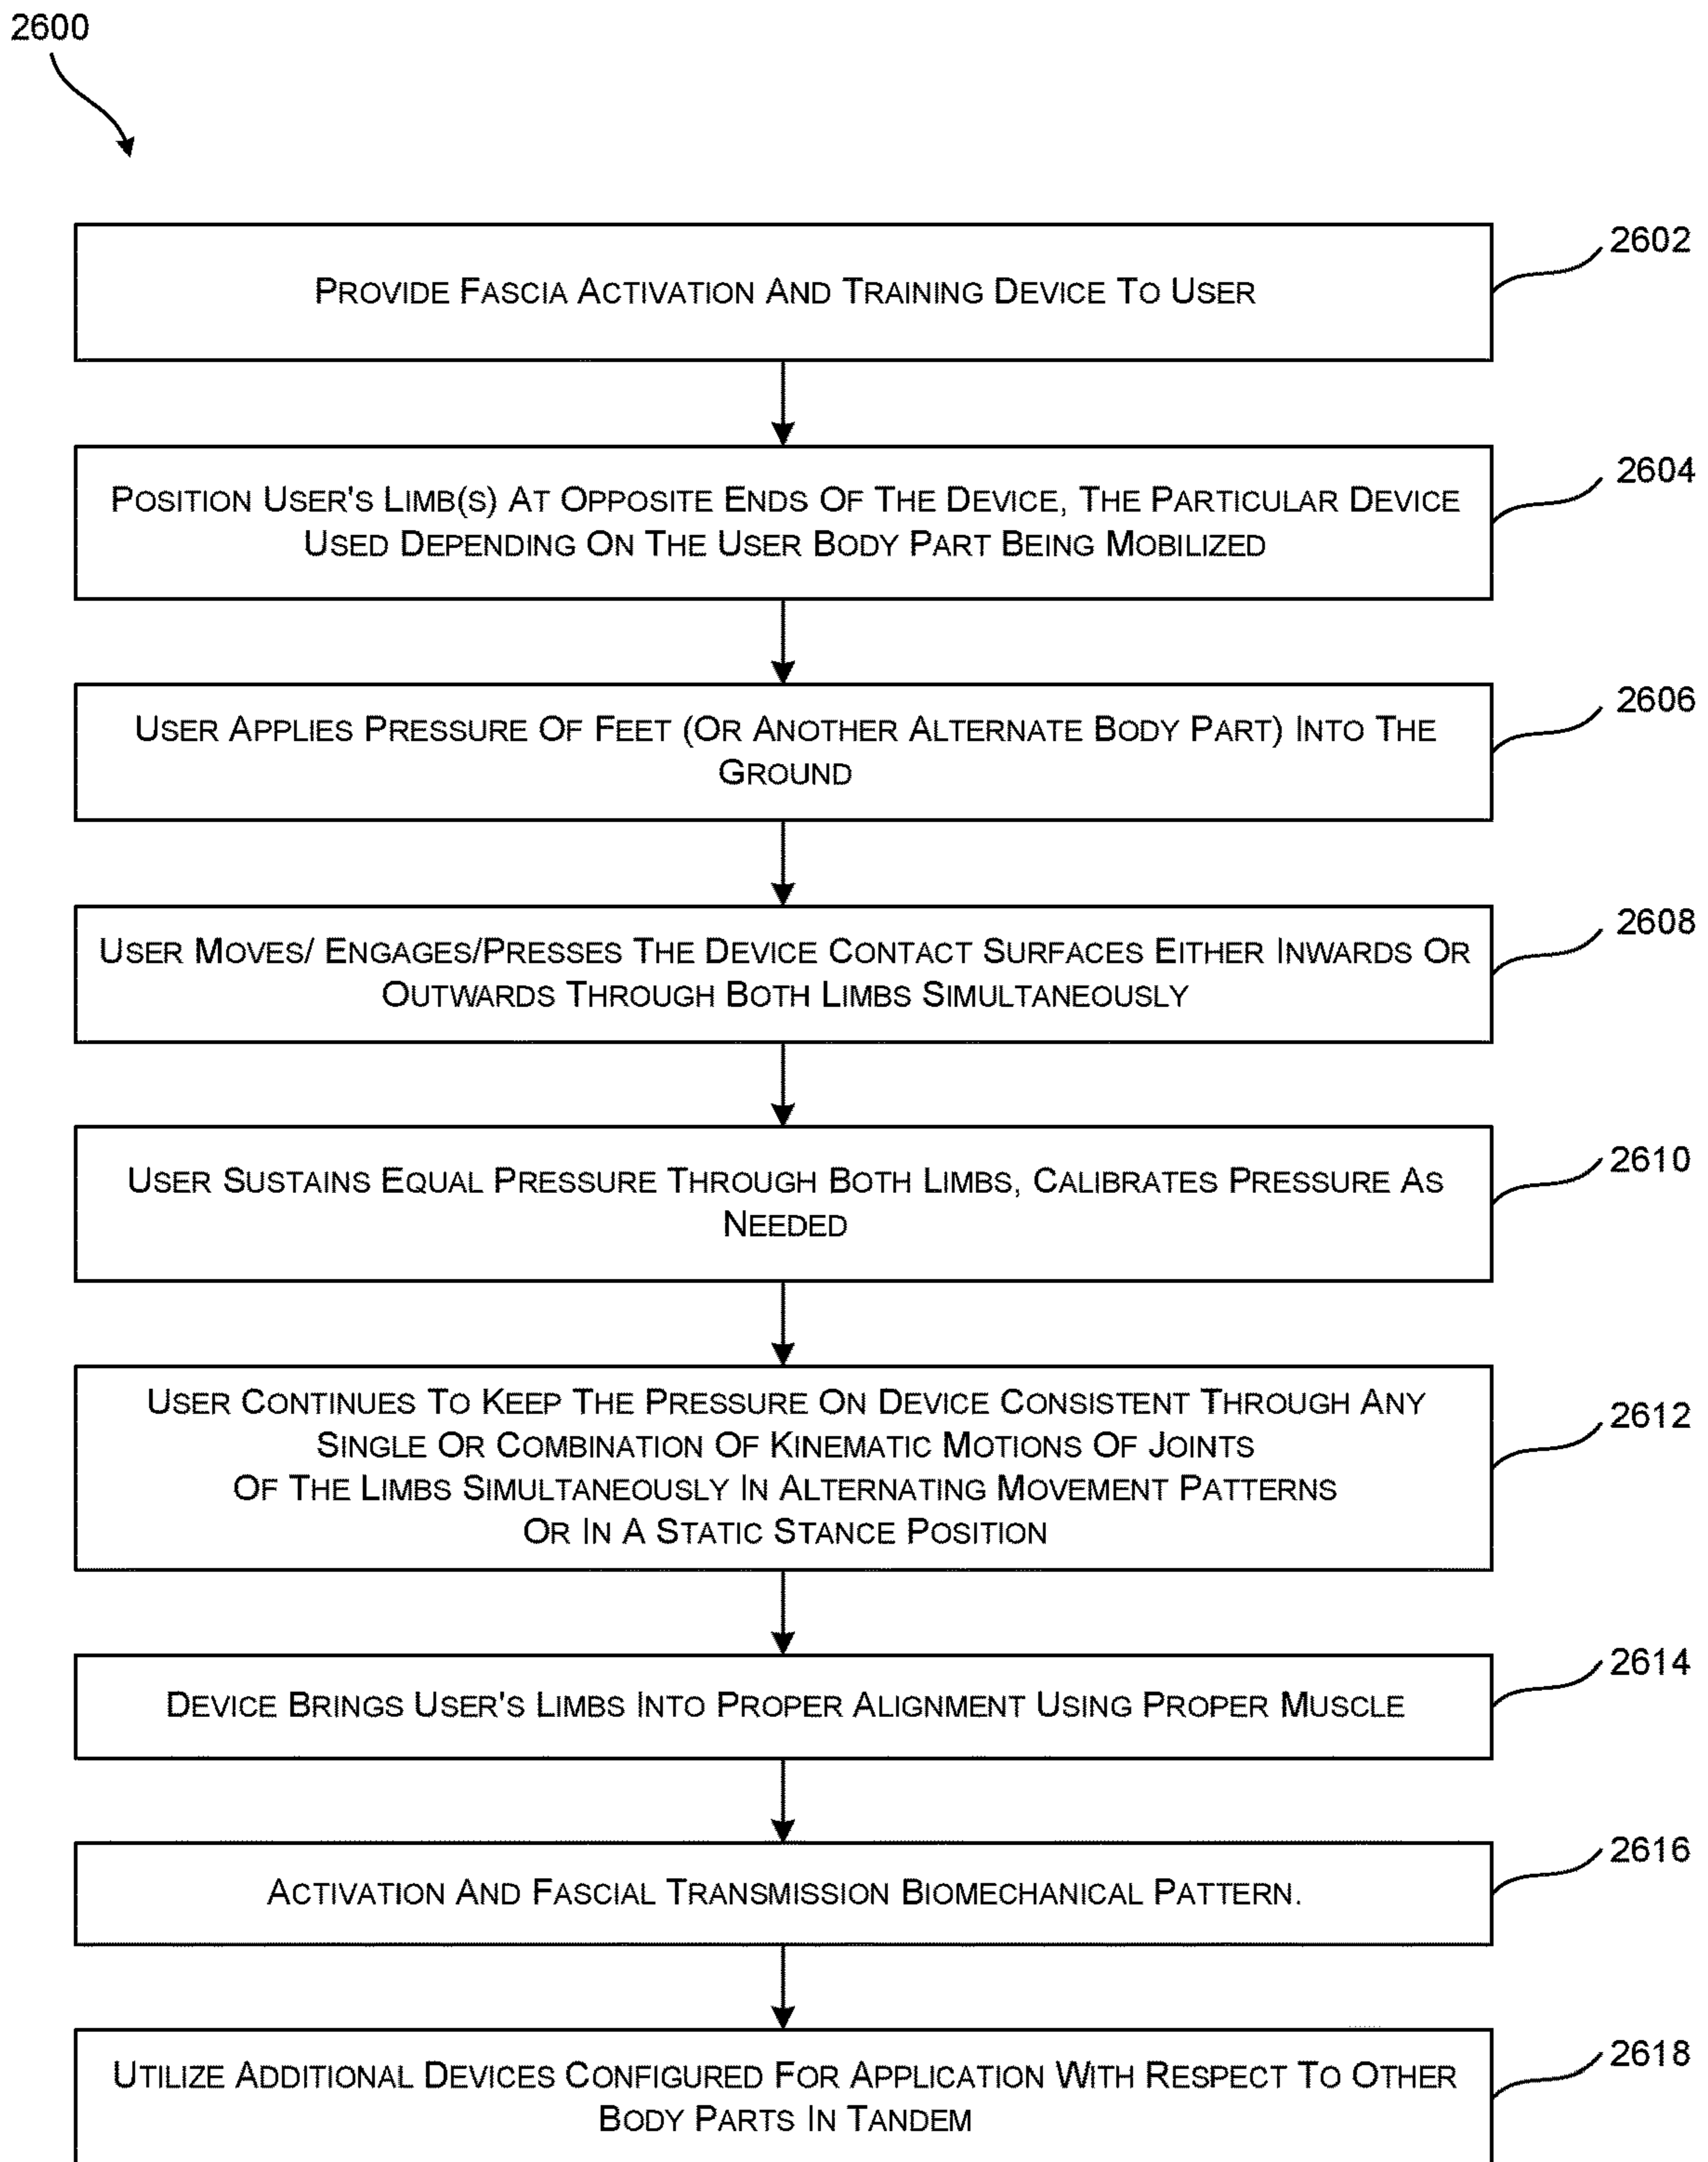 2600
PROVIDE FASCIA ACTIVATION AND TRAINING DEVICE TO USER
2602
POSITION USER'S LIMB(S) AT OPPOSITE ENDS OF THE DEVICE, THE PARTICULAR DEVICE
USED DEPENDING ON THE USER BODY PART BEING MOBILIZED
2604
USER APPLIES PRESSURE OF FEET (OR ANOTHER ALTERNATE BODY PART) INTO THE
GROUND
2606
USER MOVES/ ENGAGES/PRESSES THE DEVICE CONTACT SURFACES EITHER INWARDS OR
OUTWARDS THROUGH BOTH LIMBS SIMULTANEOUSLY
2608
USER SUSTAINS EQUAL PRESSURE THROUGH BOTH LIMBS, CALIBRATES PRESSURE AS
NEEDED
2610
USER CONTINUES TO KEEP THE PRESSURE ON DEVICE CONSISTENT THROUGH ANY
SINGLE OR COMBINATION OF KINEMATIC MOTIONS OF JOINTS
OF THE LIMBS SIMULTANEOUSLY IN ALTERNATING MOVEMENT PATTERNS
OR IN A STATIC STANCE POSITION
2612
DEVICE BRINGS USER'S LIMBS INTO PROPER ALIGNMENT USING PROPER MUSCLE
2614
ACTIVATION AND FASCIAL TRANSMISSION BIOMECHANICAL PATTERN.
2616
UTILIZE ADDITIONAL DEVICES CONFIGURED FOR APPLICATION WITH RESPECT TO OTHER
BODY PARTS IN TANDEM
2618